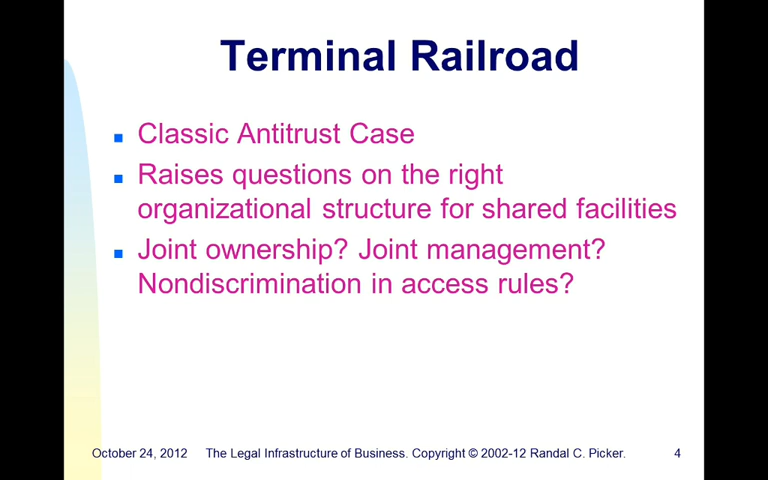 Terminal Railroad
Classic Antitrust Case
Raises questions on the right
organizational structure for shared facilities
Joint ownership? Joint management?
Nondiscrimination in access rules?
October 24, 2012 The Legal Infrastructure of Business. Copyright © 2002-12 Randal C. Picker. 4